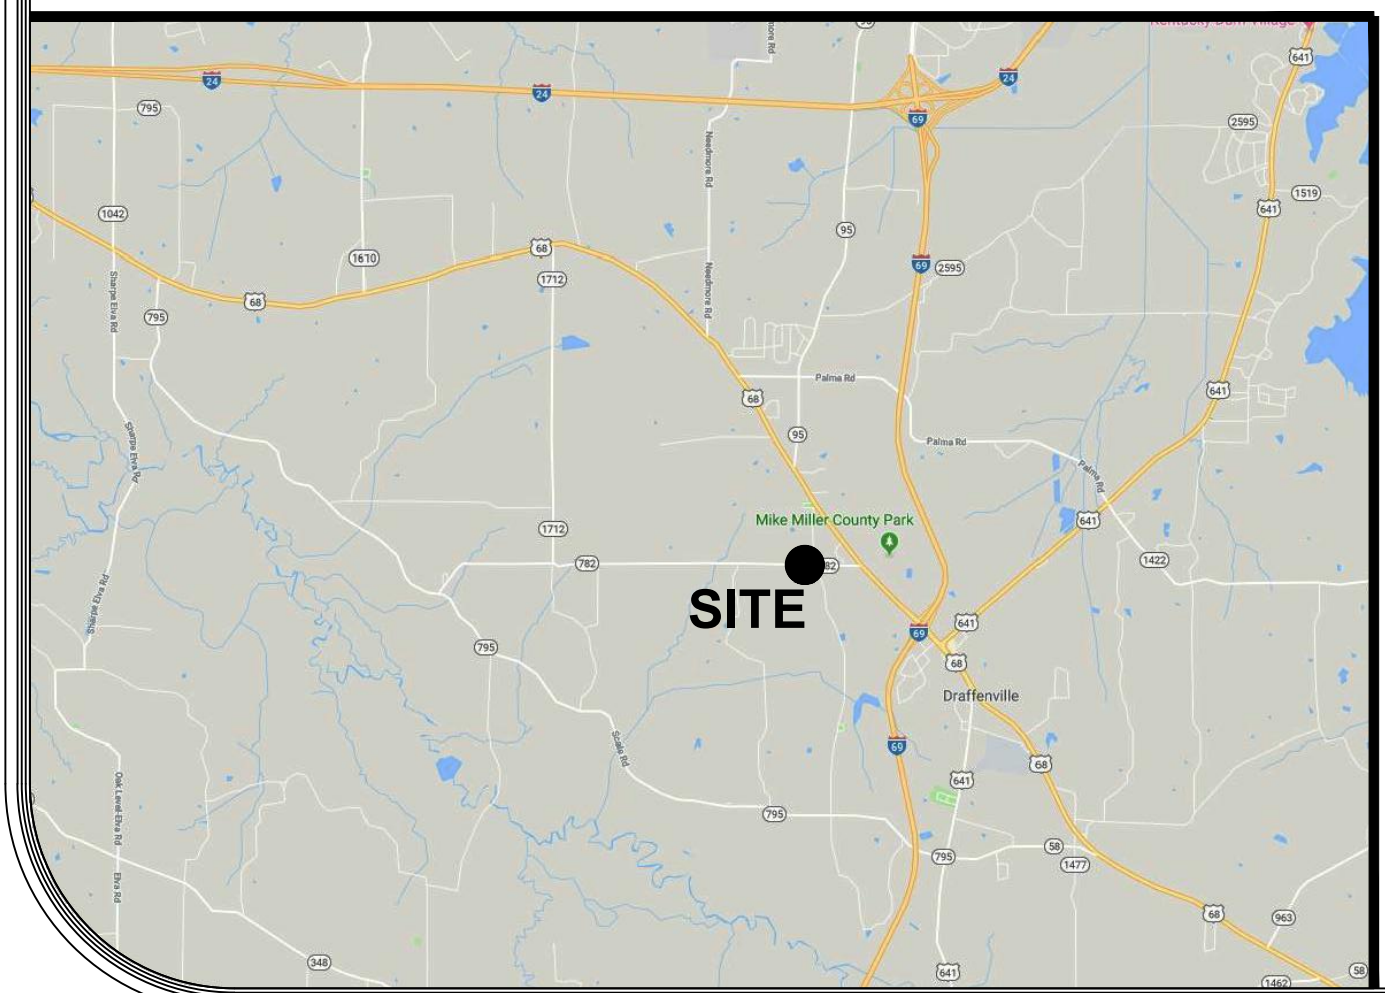 Kentucky Dam Village
641
24
24
24
795
69
2595
Needmore Rd
1519
641
1042
95
68
1610
69
2595
1712
Sharpe Elva Rd
Needmore Rd
68
795
Palma Rd
641
68
95
Palma Rd
Sharpe Elva Rd
Palma Rd
Mike Miller County Park
641
1712
782
82
1422
Sharpe Elva Rd
SITE
641
69
795
68
Draffenville
Scale Rd
69
68
641
Oak Level-Elva Rd
795
58
795
1477
Elva Rd
68
963
348
641
58
1462